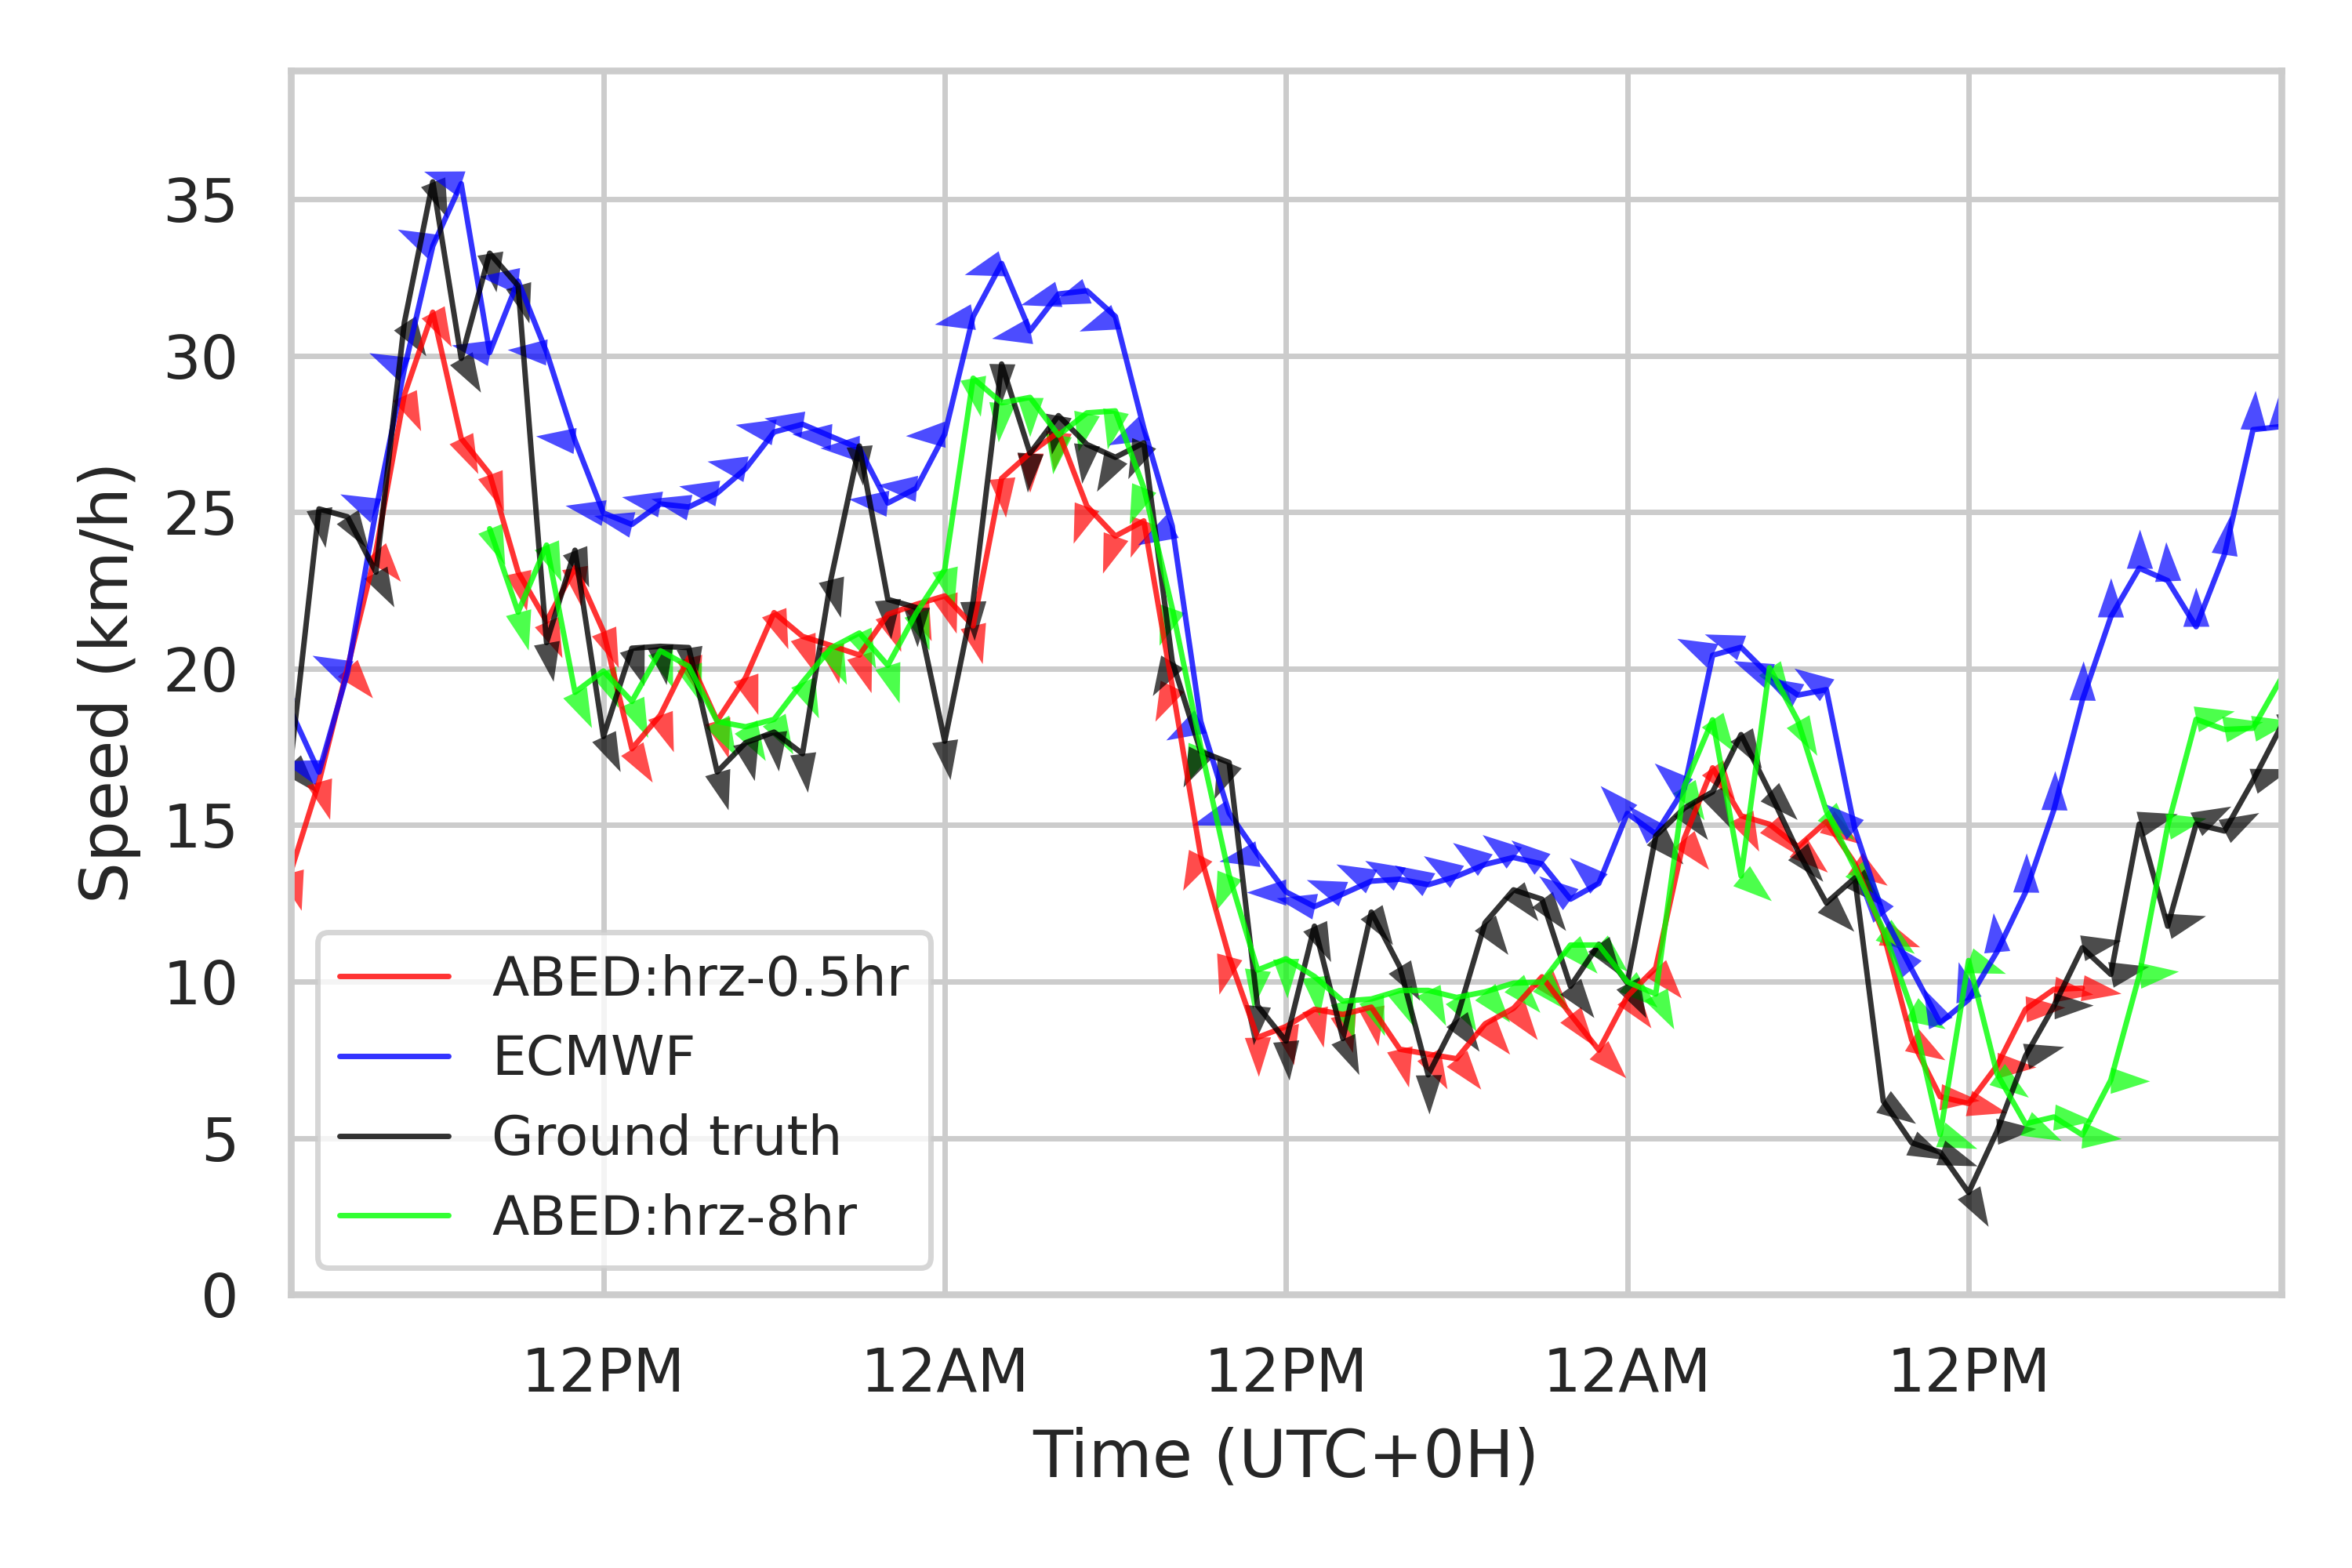 35
30
25
20
15
10
5
0
Speed (km/h)
ABED:hrz-0.5hr
ECMWF
Ground truth
ABED:hrz-8hr
12PM 12AM 12PM 12AM 12PM
Time (UTC+0H)